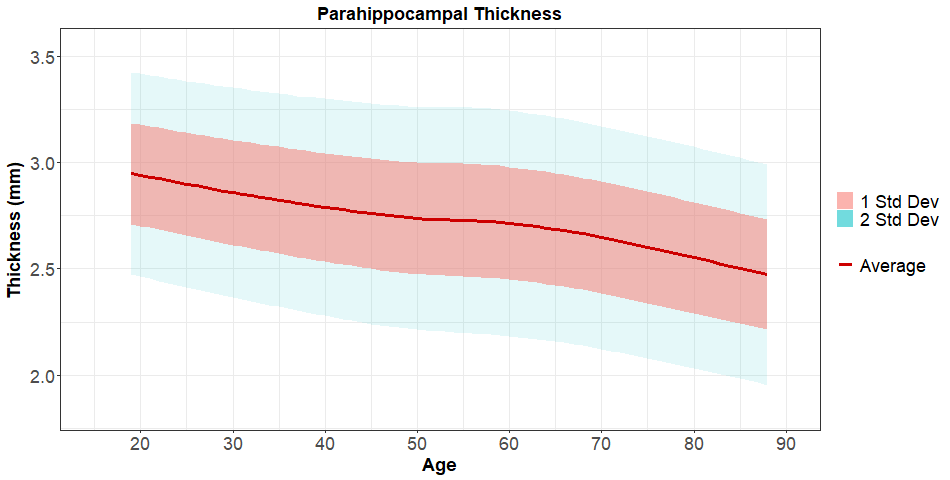 Parahippocampal Thickness
Thickness (mm)
3.5
3.0
2.5
2.0
20 30 40 50 60 70 80 90
Age
1 Std Dev
2 Std Dev
Average